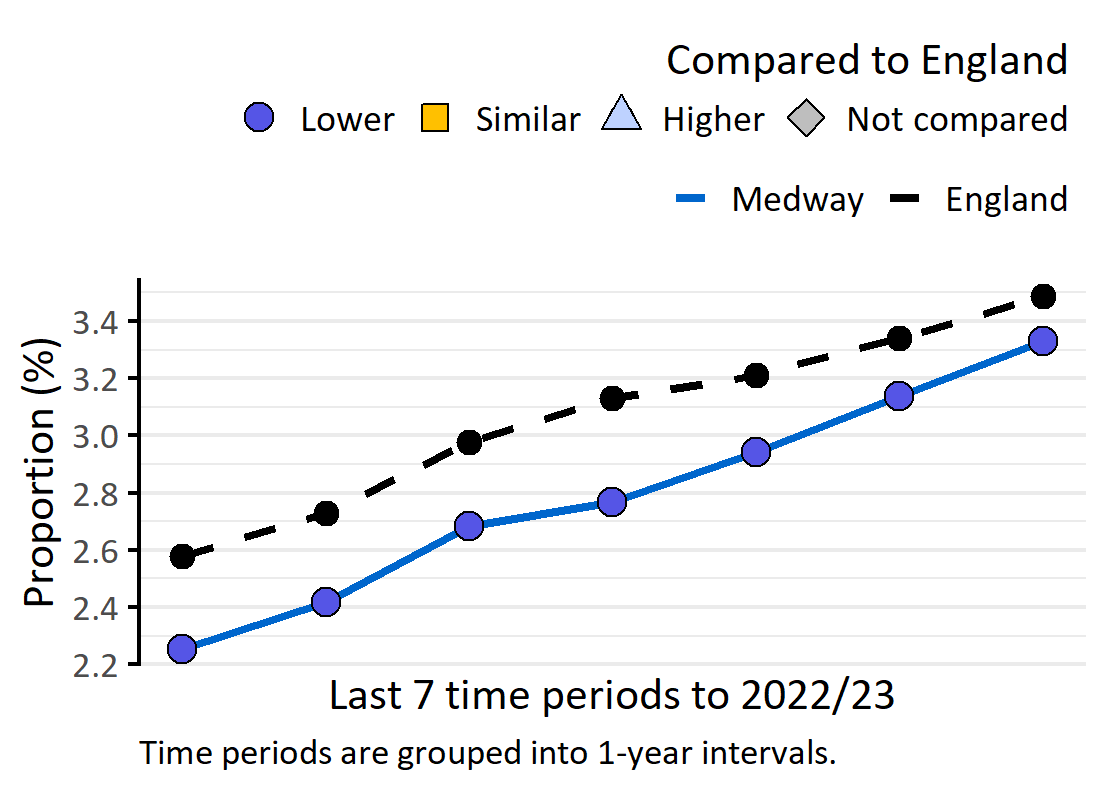 Compared to England
Lower Similar Higher Not compared
Medway England
Proportion (%)
3.4
3.2
3.0
2.8
2.6
2.4
2.2
Last 7 time periods to 2022/23
Time periods are grouped into 1-year intervals.